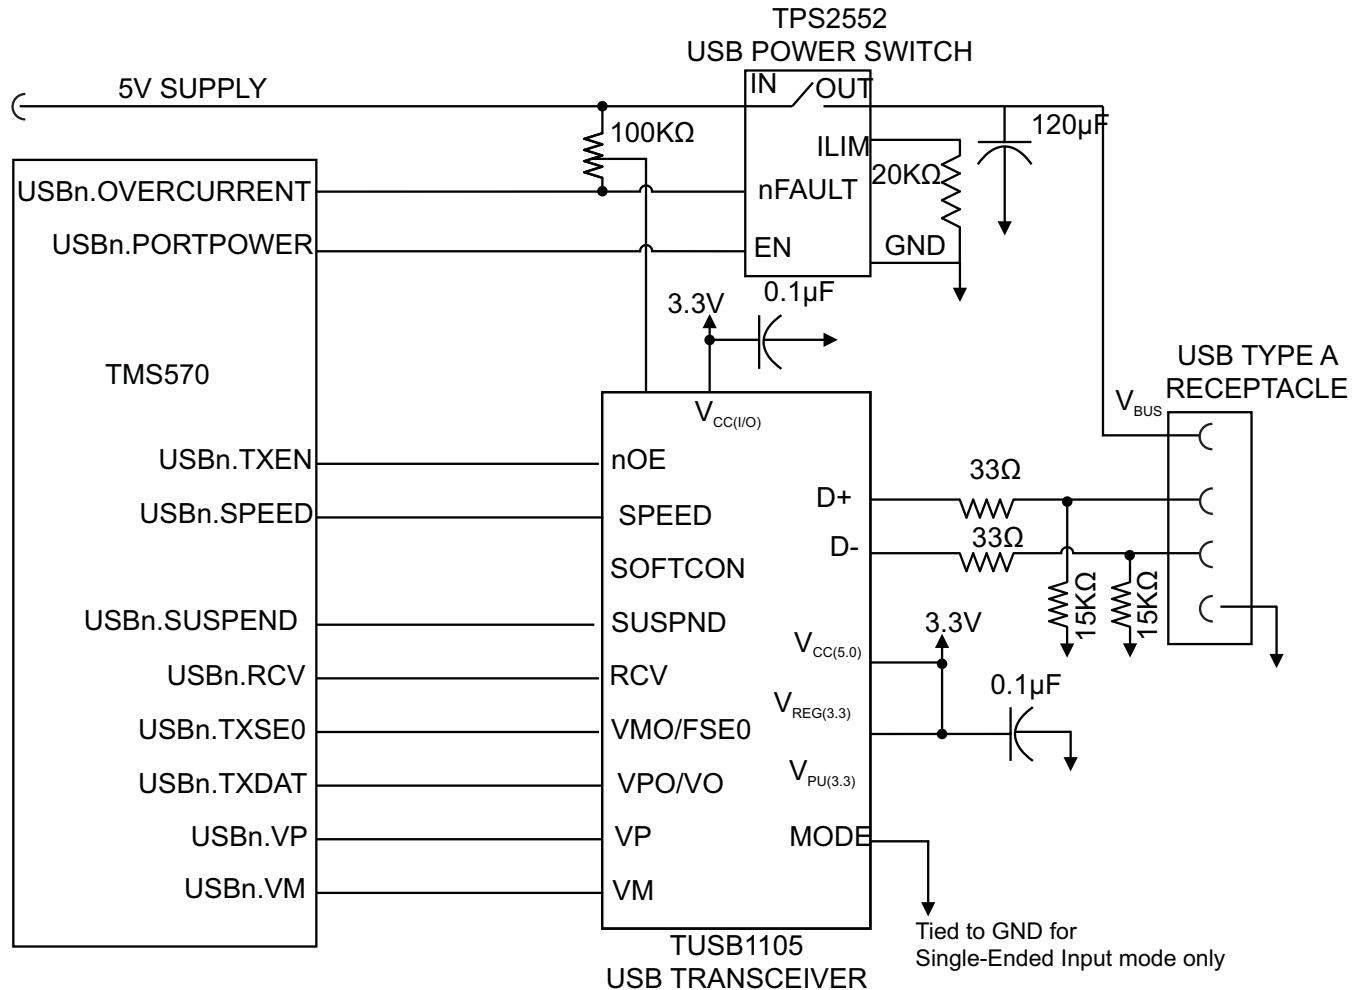 TPS2552
USB POWER SWITCH
5V SUPPLY
IN
OUT
100KΩ
120µF
ILIM
USBn.OVERCURRENT
nFAULT
20KΩ
USBn.PORTPOWER
EN
GND
3.3V
0.1µF
TMS570
USB TYPE A
RECEPTACLE
VCC(I/O)
VBUS
USBn.TXEN
nOE
33Ω
D+
USBn.SPEED
SPEED
33Ω
D-
SOFTCON
15KΩ
15KΩ
USBn.SUSPEND
SUSPND
3.3V
VCC(5.0)
USBn.RCV
RCV
0.1µF
VREG(3.3)
USBn.TXSE0
VMO/FSE0
VPU(3.3)
USBn.TXDAT
VPO/VO
USBn.VP
VP
MODE
USBn.VM
VM
Tied to GND for
Single-Ended Input mode only
TUSB1105
USB TRANSCEIVER